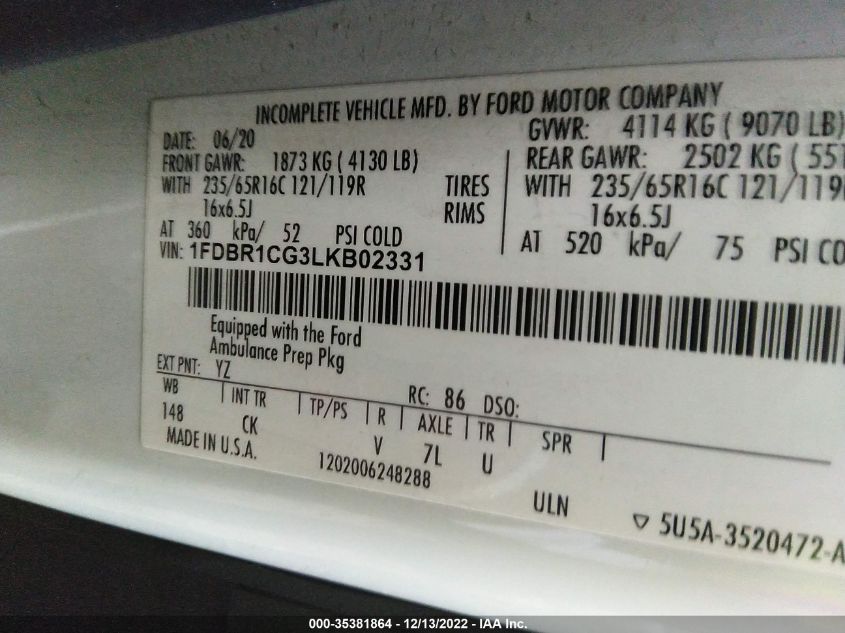 INCOMPLETE VEHICLE MFD. BY FORD MOTOR COMPANY
DATE: 06/20 GVWR: 4114 KG ( 9070 LB)
FRONT GAWR: 1873 KG ( 4130 LB) REAR GAWR: 2502 KG ( 551
WITH 235/65R16C 121/119R TIRES WITH 235/65R16C 121/119R
16x6.5J RIMS 16x6.5J
AT 360 kPa/ 52 PSI COLD AT 520 kPa/ 75 PSI CO
VIN: 1FDBR1CG3LKB02331
Equipped with the Ford
Ambulance Prep Pkg
EXT PNT: YZ RC: 86 DSO:
WB INT TR TP/PS R AXLE TR SPR
148 CK V 7L U ULN
MADE IN U.S.A. 1202006248288 5U5A-3520472-A
000-35381864 - 12/13/2022 - IAA Inc.